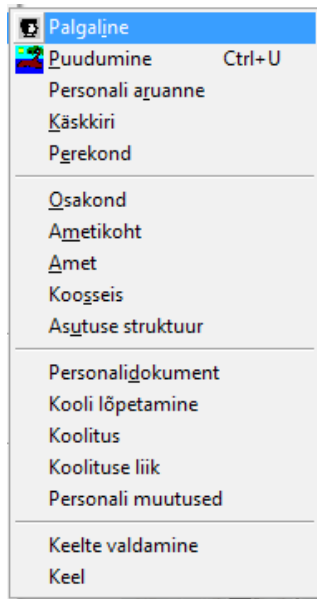 Palgaline
Puudumine Ctrl+U
Personali aruanne
Käskkiri
Perekond
Osakond
Ametikoht
Amet
Koosseis
Asutuse struktuur
Personalidokument
Kooli lõpetamine
Koolitus
Koolituse liik
Personali muutused
Keelte valdamine
Keel